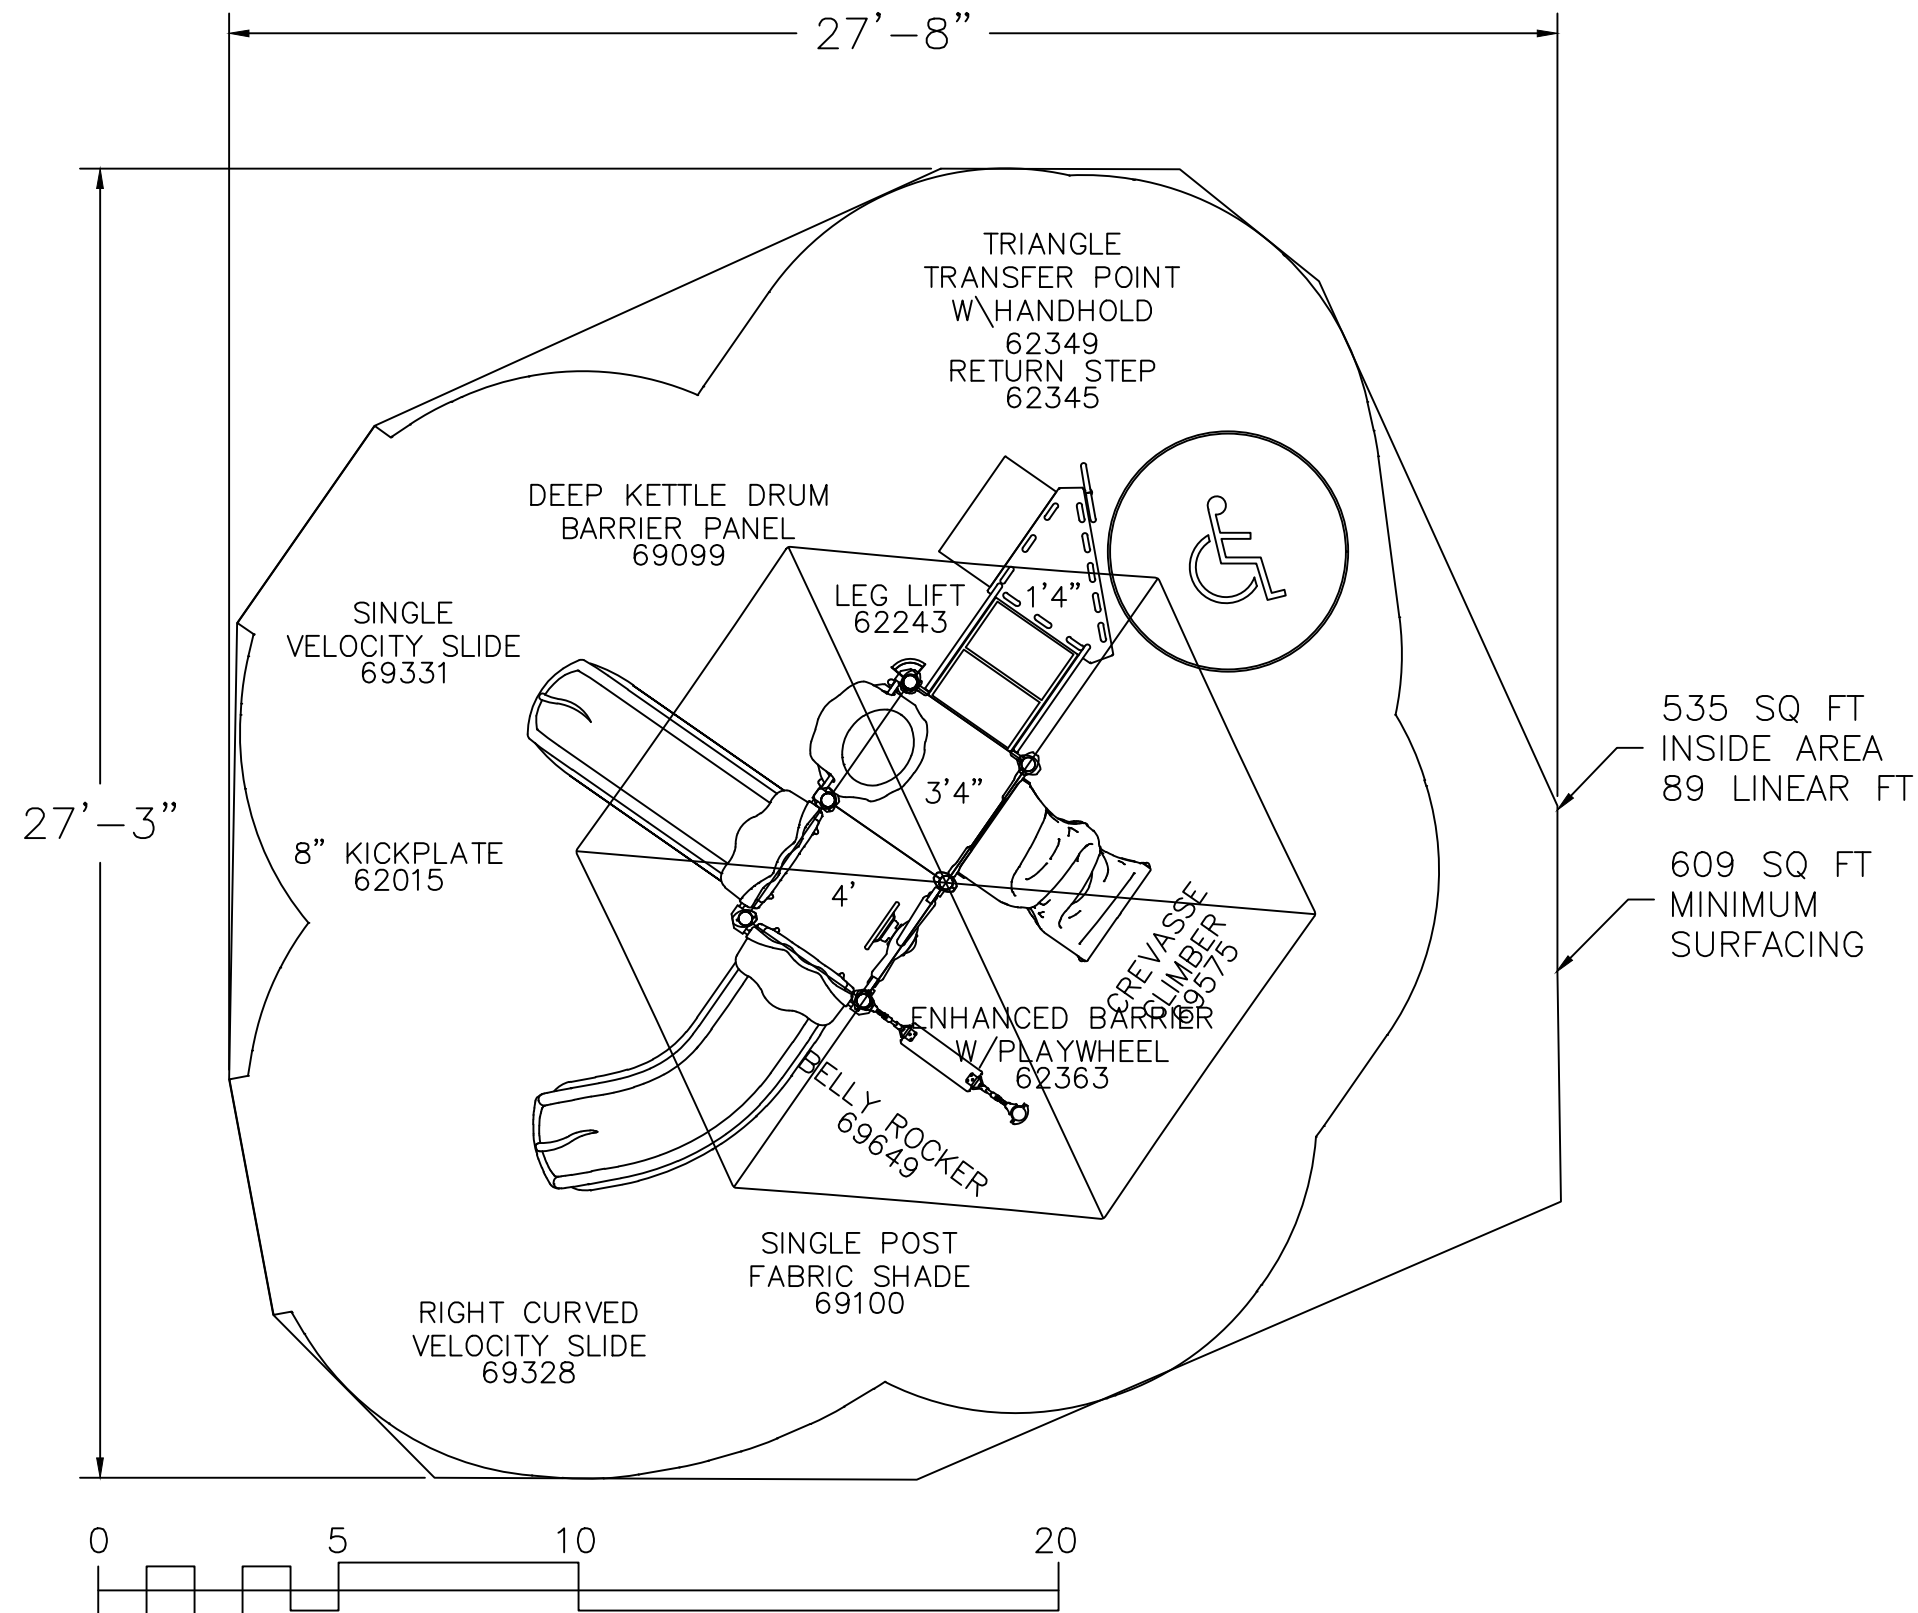 27'-8"
TRIANGLE
TRANSFER POINT
W\HANDHOLD
62349
RETURN STEP
62345
DEEP KETTLE DRUM
BARRIER PANEL
69099
LEG LIFT
62243
1'4"
SINGLE
VELOCITY SLIDE
69331
535 SQ FT
INSIDE AREA
89 LINEAR FT
27'-3"
3'4"
8" KICKPLATE
62015
4'
609 SQ FT
MINIMUM
SURFACING
CREVASSE
CLIMBER
69575
ENHANCED BARRIER
W PLAYWHEEL
62363
BELLY ROCKER
69649
SINGLE POST
FABRIC SHADE
69100
RIGHT CURVED
VELOCITY SLIDE
69328
0 5 10 20